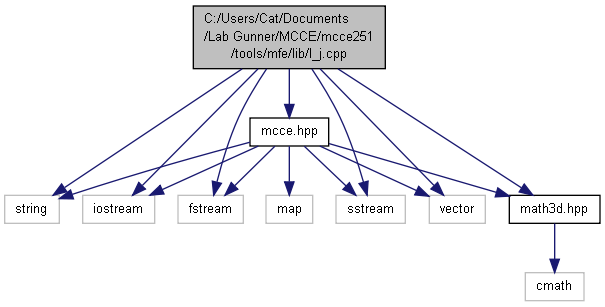 C:/Users/Cat/Documents
/Lab Gunner/MCCE/mcce251
/tools/mfe/lib/l_j.cpp
mcce.hpp
string
iostream
fstream
map
sstream
vector
math3d.hpp
cmath